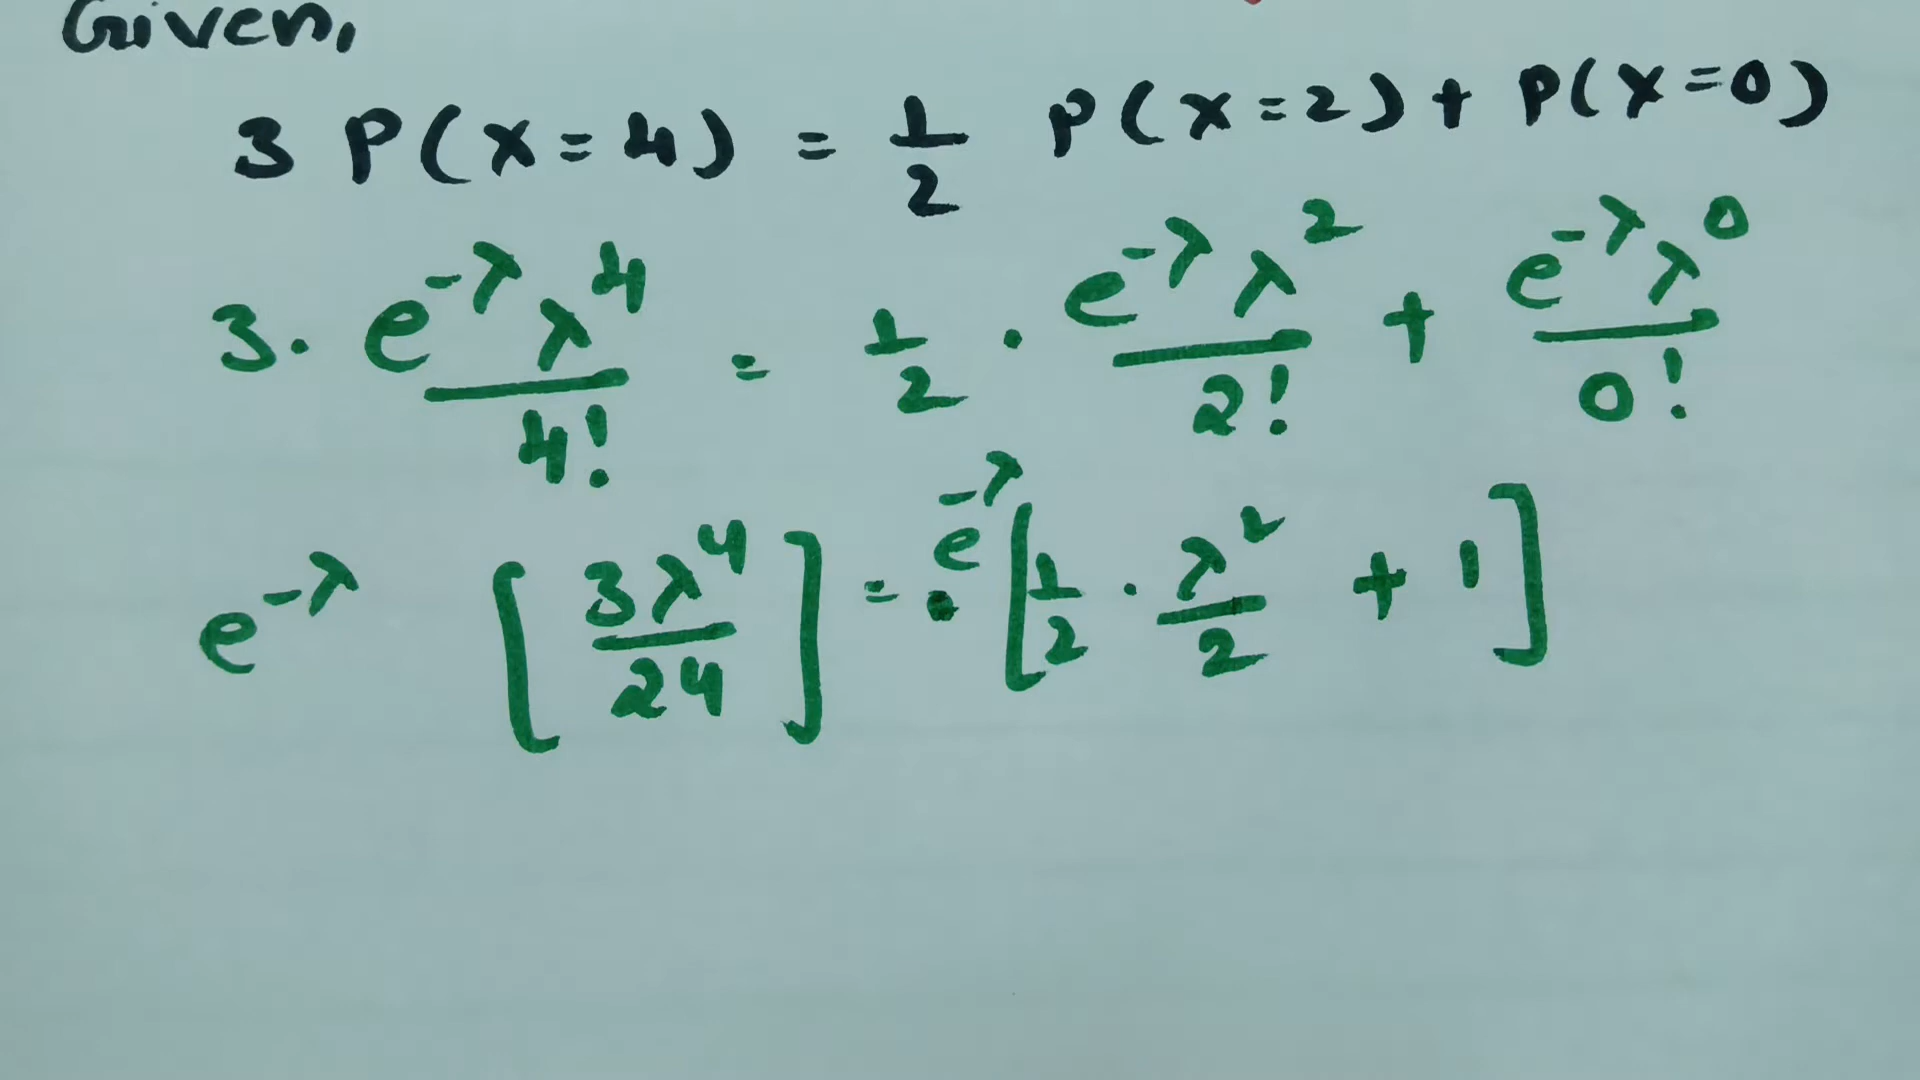 Given,
3 P(x=4) = 1/2 P(x=2) + P(x=0)
3. e^-λ λ^4 / 4! = 1/2 . e^-λ λ^2 / 2! + e^-λ λ^0 / 0!
e^-λ [3λ^4 / 24] = e^-λ [1/2 . λ^2 / 2 + 1]